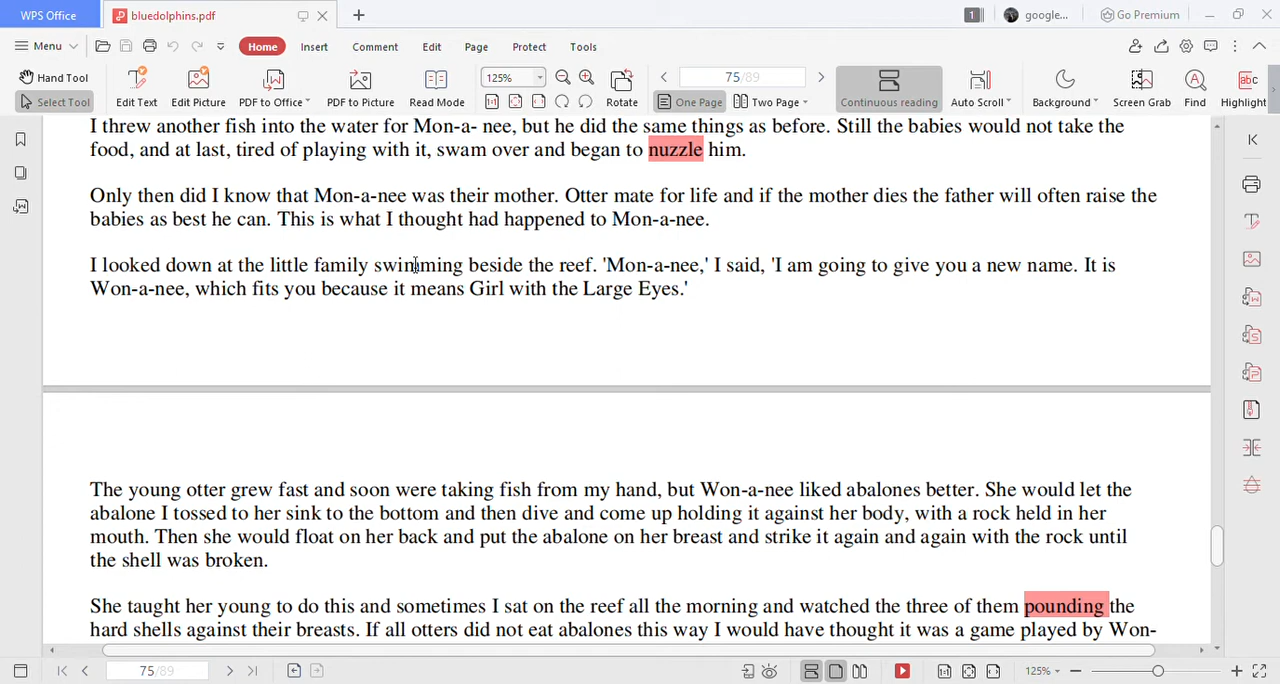 WPS Office
bluedolphins.pdf
1
google...
Go Premium
Menu
Home
Insert
Comment
Edit
Page
Protect
Tools
Hand Tool
Select Tool
Edit Text
Edit Picture
PDF to Office
PDF to Picture
Read Mode
125%
Rotate
75/89
One Page
Two Page
Continuous reading
Auto Scroll
Background
Screen Grab
Find
Highlight
I threw another fish into the water for Mon-a- nee, but he did the same things as before. Still the babies would not take the
food, and at last, tired of playing with it, swam over and began to nuzzle him.
Only then did I know that Mon-a-nee was their mother. Otter mate for life and if the mother dies the father will often raise the
babies as best he can. This is what I thought had happened to Mon-a-nee.
I looked down at the little family swimming beside the reef. 'Mon-a-nee,' I said, 'I am going to give you a new name. It is
Won-a-nee, which fits you because it means Girl with the Large Eyes.'
The young otter grew fast and soon were taking fish from my hand, but Won-a-nee liked abalones better. She would let the
abalone I tossed to her sink to the bottom and then dive and come up holding it against her body, with a rock held in her
mouth. Then she would float on her back and put the abalone on her breast and strike it again and again with the rock until
the shell was broken.
She taught her young to do this and sometimes I sat on the reef all the morning and watched the three of them pounding the
hard shells against their breasts. If all otters did not eat abalones this way I would have thought it was a game played by Won-
75/89
125%